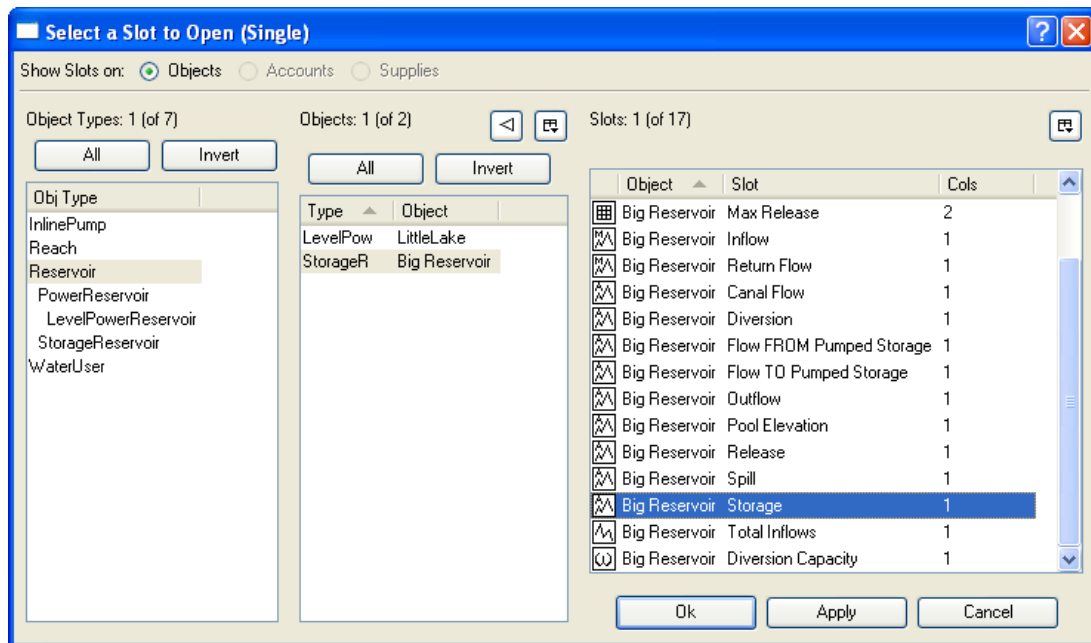 Select a Slot to Open (Single)
Show Slots on: Objects Accounts Supplies
Object Types: 1 (of 7)
All Invert
Obj Type
InlinePump
Reach
Reservoir
PowerReservoir
LevelPowerReservoir
StorageReservoir
WaterUser
Objects: 1 (of 2)
All Invert
Type Object
LevelPow LittleLake
StorageR Big Reservoir
Slots: 1 (of 17)
Object Slot Cols
Big Reservoir Max Release 2
Big Reservoir Inflow 1
Big Reservoir Return Flow 1
Big Reservoir Canal Flow 1
Big Reservoir Diversion 1
Big Reservoir Flow FROM Pumped Storage 1
Big Reservoir Flow TO Pumped Storage 1
Big Reservoir Outflow 1
Big Reservoir Pool Elevation 1
Big Reservoir Release 1
Big Reservoir Spill 1
Big Reservoir Storage 1
Big Reservoir Total Inflows 1
Big Reservoir Diversion Capacity 1
Ok Apply Cancel